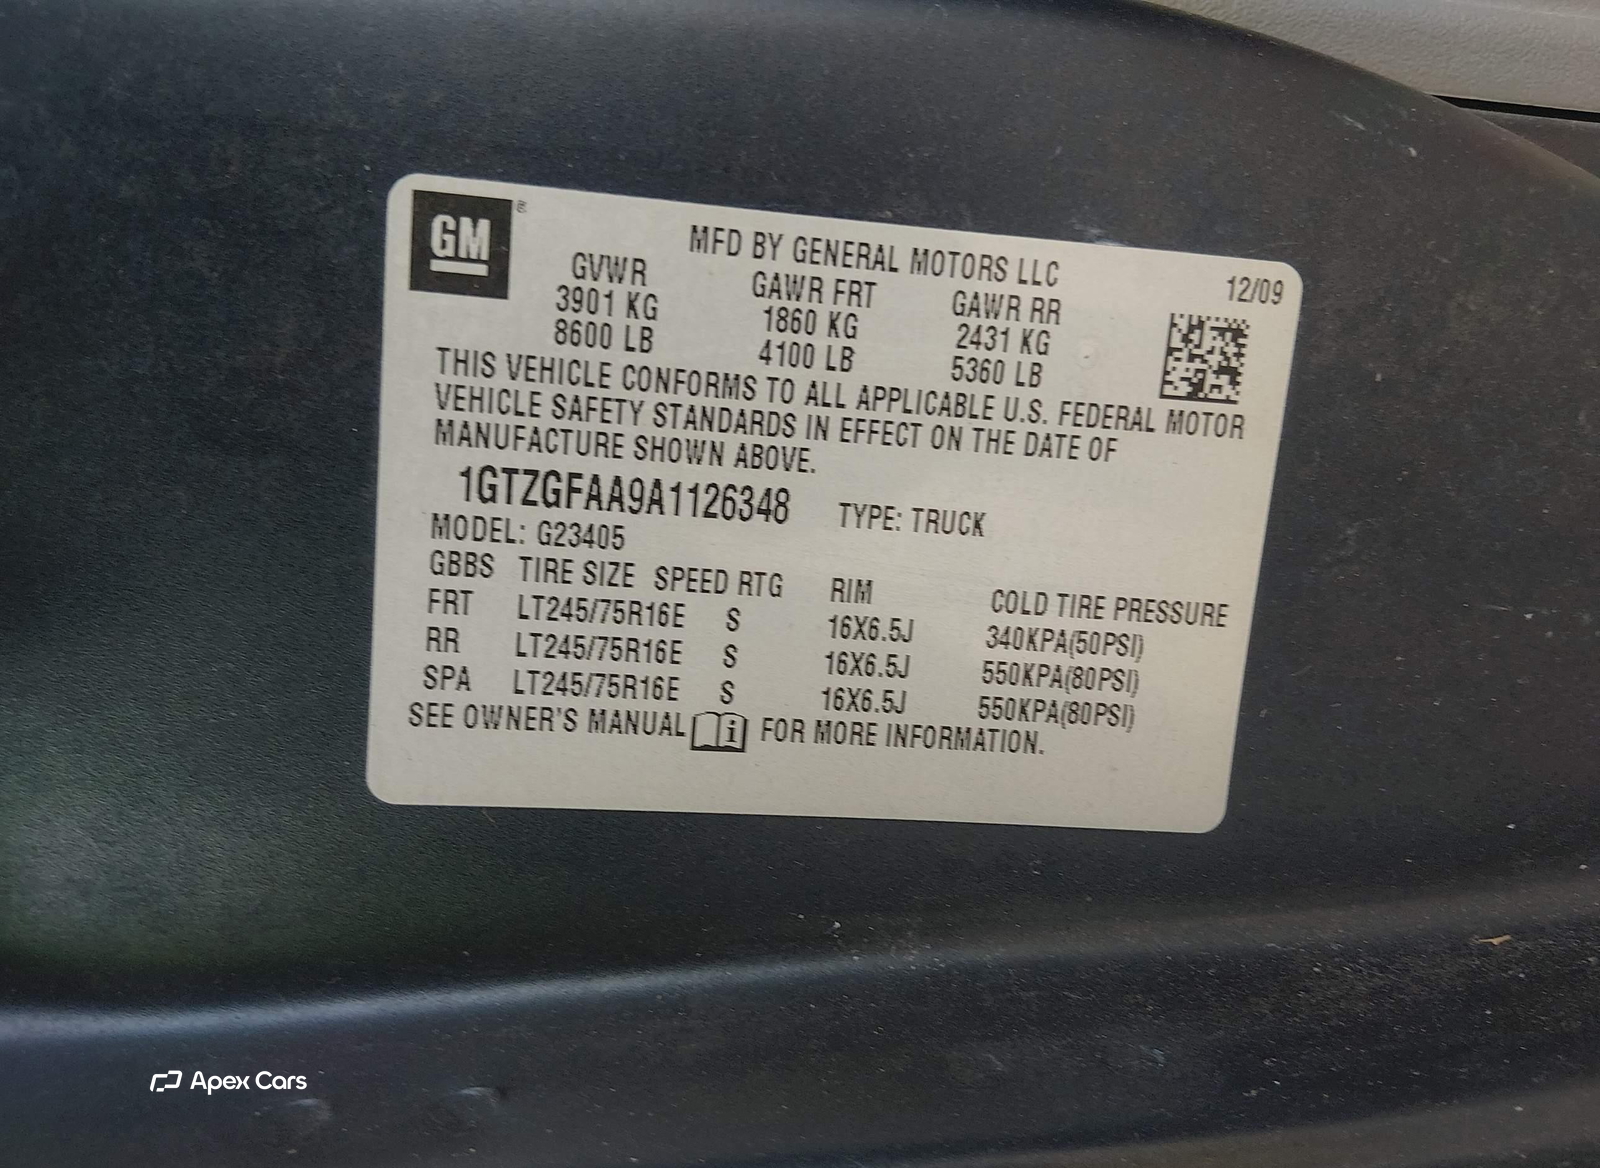 GM
MFD BY GENERAL MOTORS LLC
12/09
GVWR GAWR FRT GAWR RR
3901 KG 1860 KG 2431 KG
8600 LB 4100 LB 5360 LB
THIS VEHICLE CONFORMS TO ALL APPLICABLE U.S. FEDERAL MOTOR
VEHICLE SAFETY STANDARDS IN EFFECT ON THE DATE OF
MANUFACTURE SHOWN ABOVE.
1GTZGFAA9A1126348 TYPE: TRUCK
MODEL: G23405
GBBS TIRE SIZE SPEED RTG RIM COLD TIRE PRESSURE
FRT LT245/75R16E S 16X6.5J 340KPA(50PSI)
RR LT245/75R16E S 16X6.5J 550KPA(80PSI)
SPA LT245/75R16E S 16X6.5J 550KPA(80PSI)
SEE OWNER'S MANUAL i FOR MORE INFORMATION.
Apex Cars